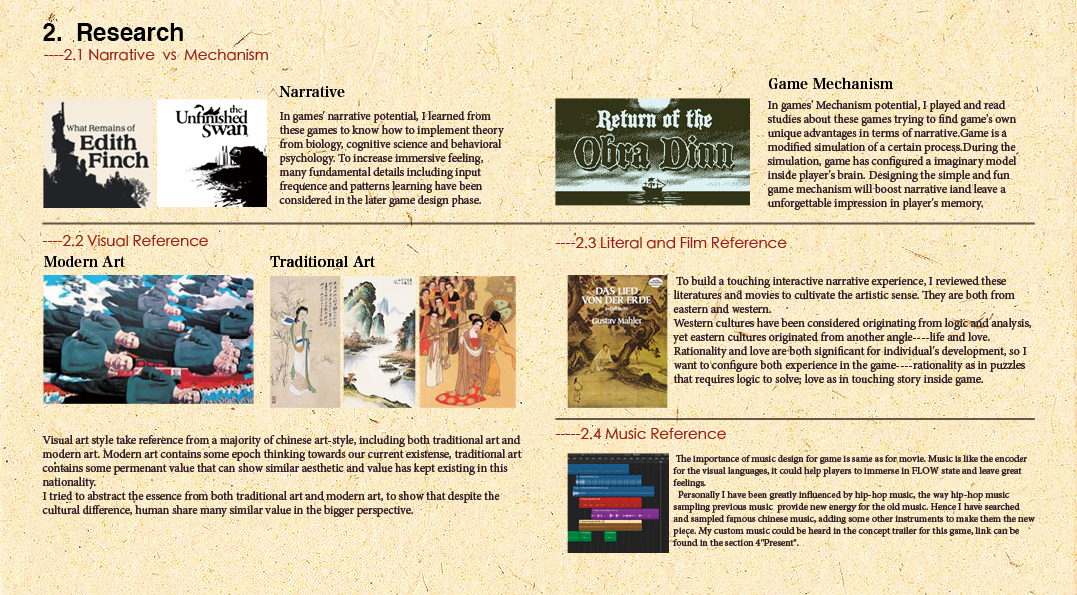 2. Research
----2.1 Narrative vs Mechanism
What Remains of
Edith
Finch
the
Unfinished
Swan
Narrative
In games' narrative potential, I learned from
these games to know how to implement theory
from biology, cognitive science and behavioral
psychology. To increase immersive feeling,
many fundamental details including input
frequence and patterns learning have been
considered in the later game design phase.
Return of the
Obra Dinn
Game Mechanism
In games' Mechanism potential, I played and read
studies about these games trying to find game's own
unique advantages in terms of narrative.Game is a
modified simulation of a certain process.During the
simulation, game has configured a imaginary model
inside player's brain. Designing the simple and fun
game mechanism will boost narrative iand leave a
unforgettable impression in player's memory,
----2.2 Visual Reference
Modern Art
Traditional Art
Visual art style take reference from a majority of chinese art-style, including both traditional art and
modern art. Modern art contains some epoch thinking towards our current existense, traditional art
contains some permenant value that can show similar aesthetic and value has kept existing in this
nationality.
I tried to abstract the essence from both traditional art and modern art, to show that despite the
cultural difference, human share many similar value in the bigger perspective.
----2.3 Literal and Film Reference
DAS LIED
VON DER ERDE
Gustav Mahler
To build a touching interactive narrative experience, I reviewed these
literatures and movies to cultivate the artistic sense. They are both from
eastern and western.
Western cultures have been considered originating from logic and analysis,
yet eastern cultures originated from another angle----life and love.
Rationality and love are both significant for individual's development, so I
want to configure both experience in the game----rationality as in puzzles
that requires logic to solve; love as in touching story inside game.
-----2.4 Music Reference
The importance of music design for game is same as for movie. Music is like the encoder
for the visual languages, it could help players to immerse in FLOW state and leave great
feelings.
Personally I have been greatly influenced by hip-hop music, the way hip-hop music
sampling previous music provide new energy for the old music. Hence I have searched
and sampled famous chinese music, adding some other instruments to make them the new
piece. My custom music could be heard in the concept trailer for this game, link can be
found in the section 4"Present".